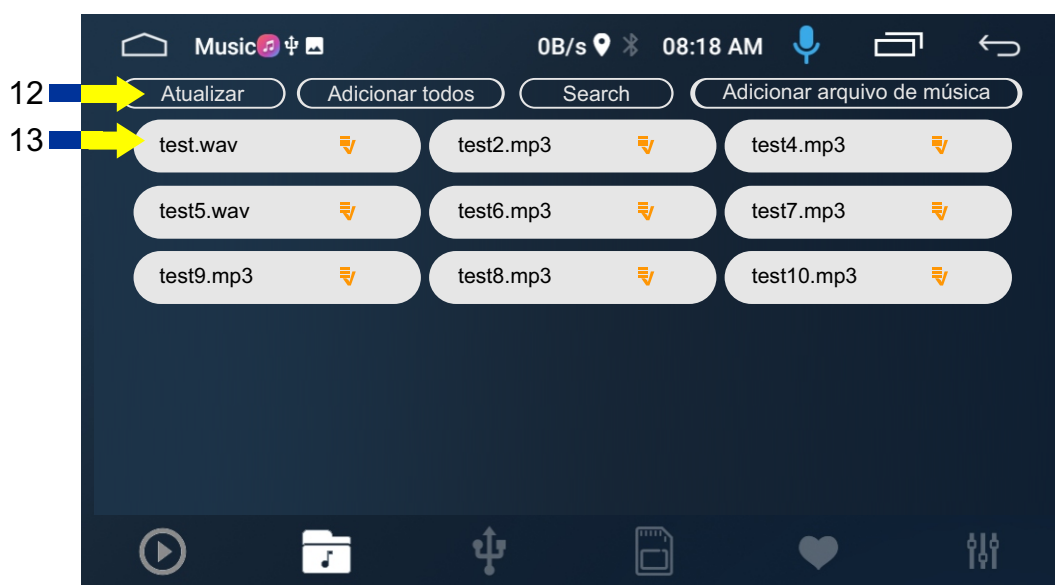 Music 0B/s 08:18 AM
12 Atualizar Adicionar todos Search Adicionar arquivo de música
13 test.wav test2.mp3 test4.mp3
test5.wav test6.mp3 test7.mp3
test9.mp3 test8.mp3 test10.mp3